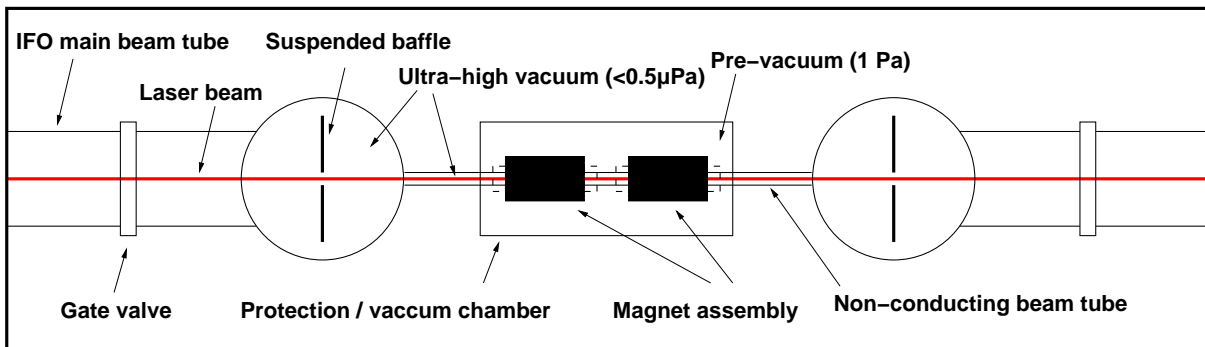 IFO main beam tube
Suspended baffle
Pre−vacuum (1 Pa)
Ultra−high vacuum (<0.5µPa)
Laser beam
Gate valve
Protection / vaccum chamber
Magnet assembly
Non−conducting beam tube